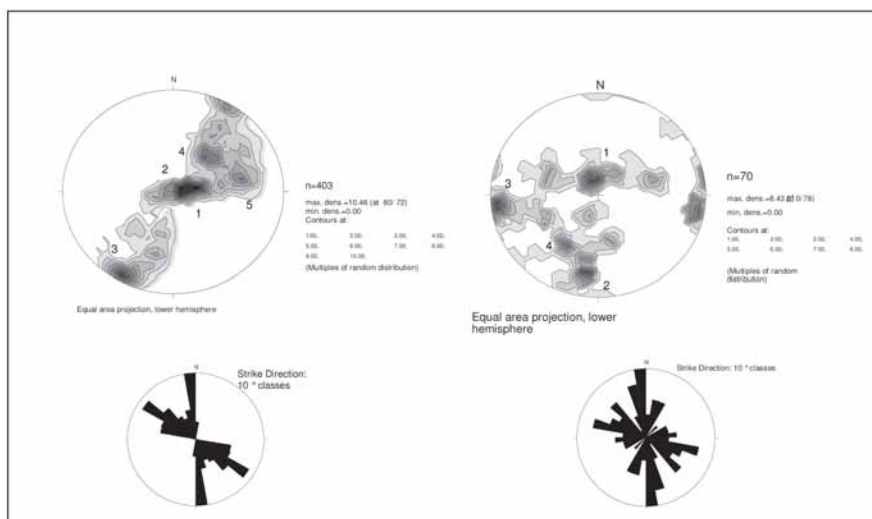 N
4
2
1
5
3
n=403
max. dens.=10.46 (at 60/ 72)
min. dens.=0.00
Contours at:
1.00, 2.00, 3.00, 4.00,
5.00, 6.00, 7.00, 8.00,
9.00, 10.00,
(Multiples of random distribution)
Equal area projection, lower hemisphere
N
1
3
4
2
n=70
min. dens.=0.00
Contours at:
1.00, 2.00, 3.00, 4.00,
5.00, 6.00, 7.00, 8.00,
(Multiples of random
distribution)
Equal area projection, lower
hemisphere
N
Strike Direction:
10 ° classes
N
Strike Direction: 10 ° classes